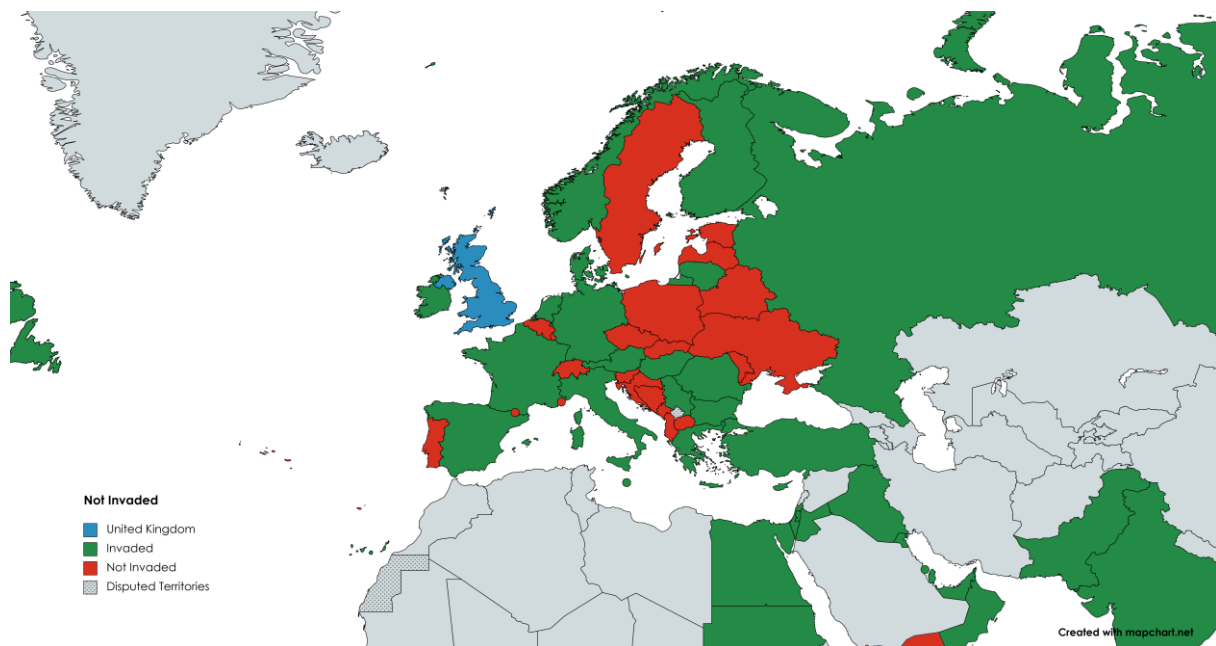 Not Invaded
United Kingdom
Invaded
Not Invaded
Disputed Territories
Created with mapchart.net